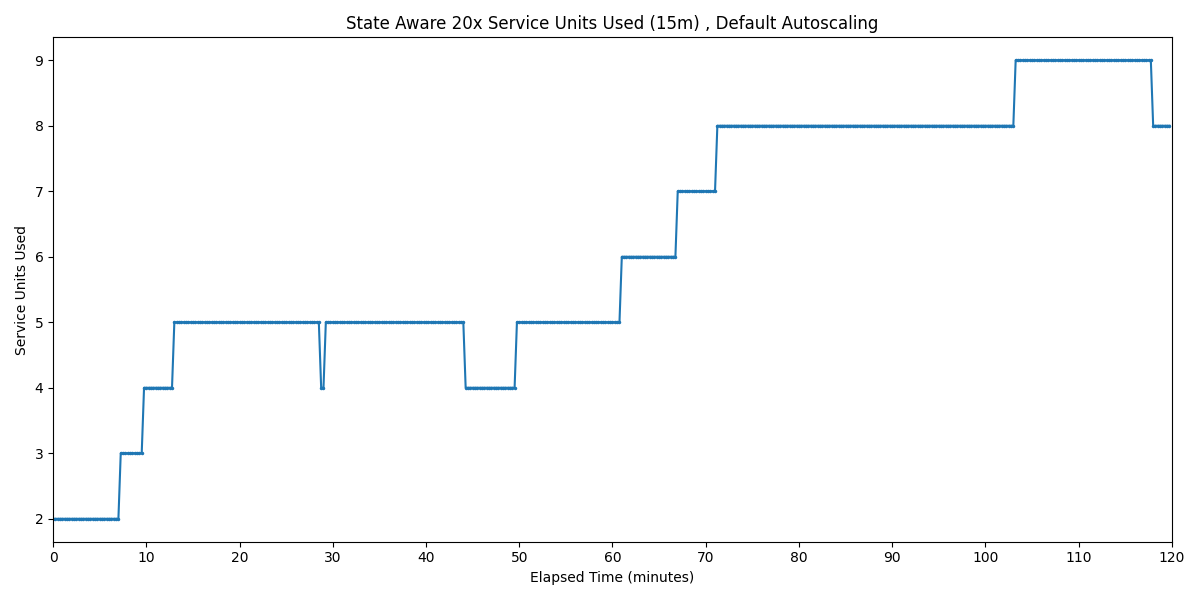 State Aware 20x Service Units Used (15m) , Default Autoscaling
Service Units Used
9
8
7
6
5
4
3
2
0 10 20 30 40 50 60 70 80 90 100 110 120
Elapsed Time (minutes)